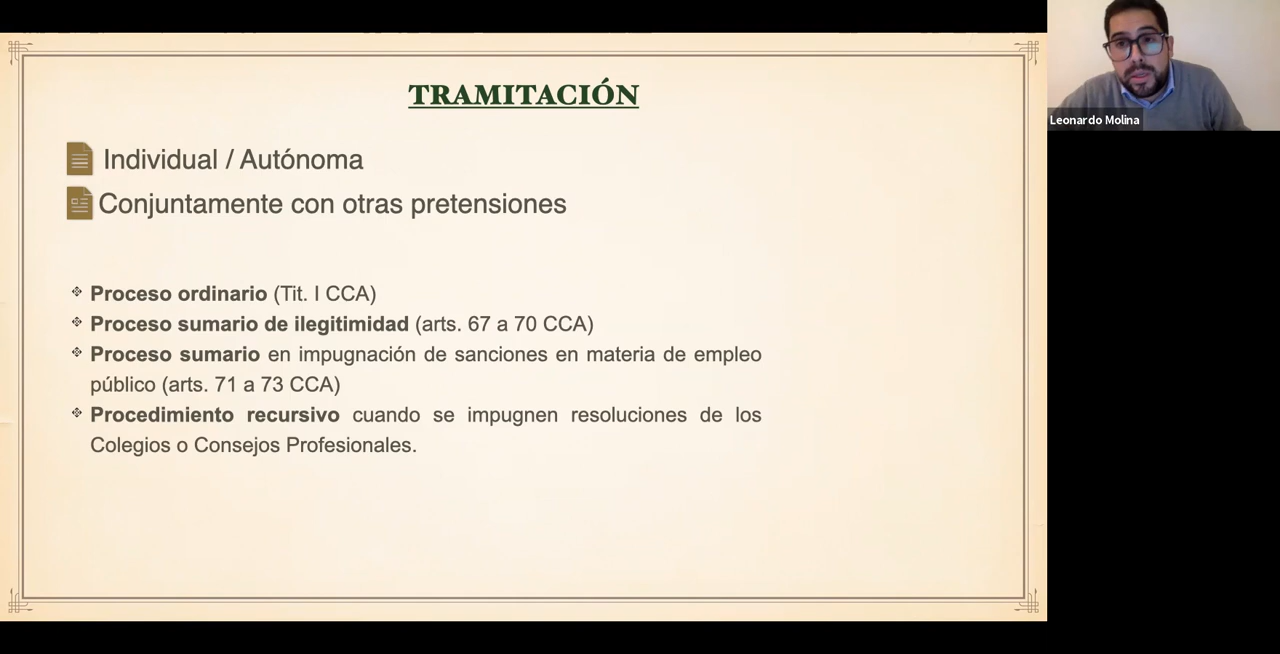 TRAMITACIÓN
Individual / Autónoma
Conjuntamente con otras pretensiones
Proceso ordinario (Tit. I CCA)
Proceso sumario de ilegitimidad (arts. 67 a 70 CCA)
Proceso sumario en impugnación de sanciones en materia de empleo
público (arts. 71 a 73 CCA)
Procedimiento recursivo cuando se impugnen resoluciones de los
Colegios o Consejos Profesionales.
Leonardo Molina